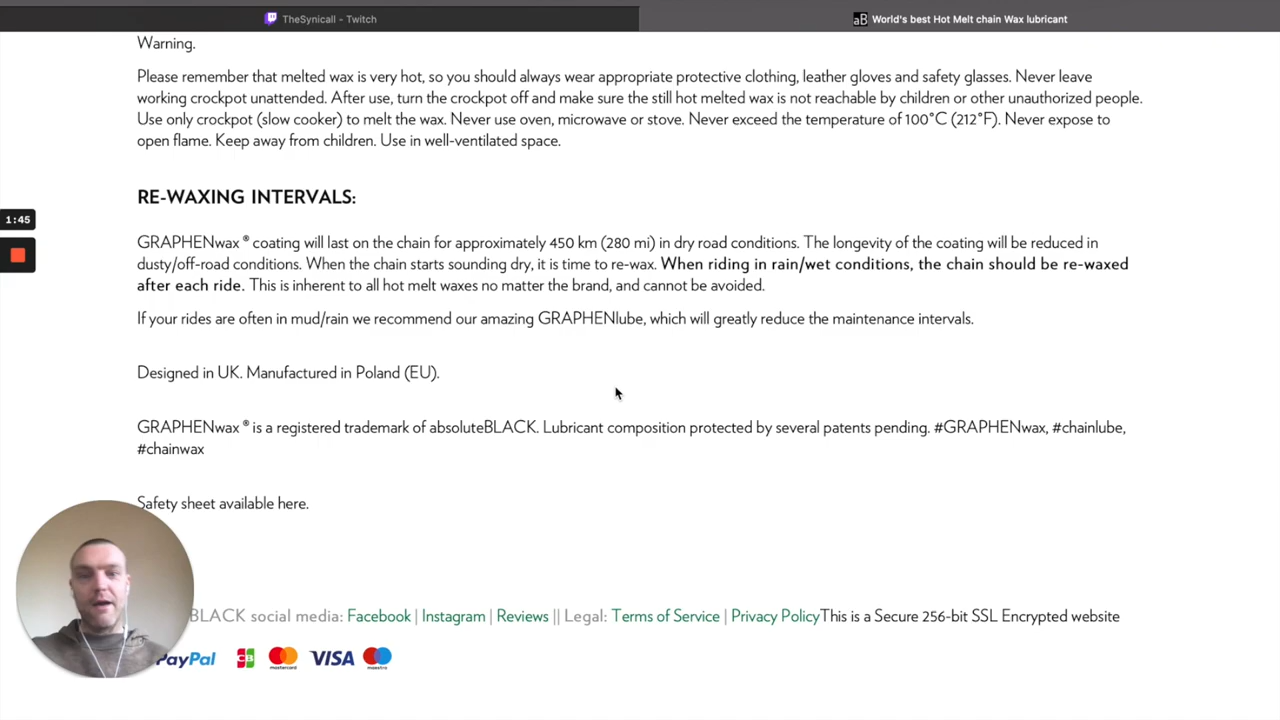 TheSynicall - Twitch
aB World's best Hot Melt chain Wax lubricant
Warning.
Please remember that melted wax is very hot, so you should always wear appropriate protective clothing, leather gloves and safety glasses. Never leave
working crockpot unattended. After use, turn the crockpot off and make sure the still hot melted wax is not reachable by children or other unauthorized people.
Use only crockpot (slow cooker) to melt the wax. Never use oven, microwave or stove. Never exceed the temperature of 100°C (212°F). Never expose to
open flame. Keep away from children. Use in well-ventilated space.
RE-WAXING INTERVALS:
1:45
GRAPHENwax ® coating will last on the chain for approximately 450 km (280 mi) in dry road conditions. The longevity of the coating will be reduced in
dusty/off-road conditions. When the chain starts sounding dry, it is time to re-wax. When riding in rain/wet conditions, the chain should be re-waxed
after each ride. This is inherent to all hot melt waxes no matter the brand, and cannot be avoided.
If your rides are often in mud/rain we recommend our amazing GRAPHENlube, which will greatly reduce the maintenance intervals.
Designed in UK. Manufactured in Poland (EU).
GRAPHENwax ® is a registered trademark of absoluteBLACK. Lubricant composition protected by several patents pending. #GRAPHENwax, #chainlube,
#chainwax
Safety sheet available here.
BLACK social media: Facebook | Instagram | Reviews || Legal: Terms of Service | Privacy PolicyThis is a Secure 256-bit SSL Encrypted website
PayPal JCB mastercard VISA maestro